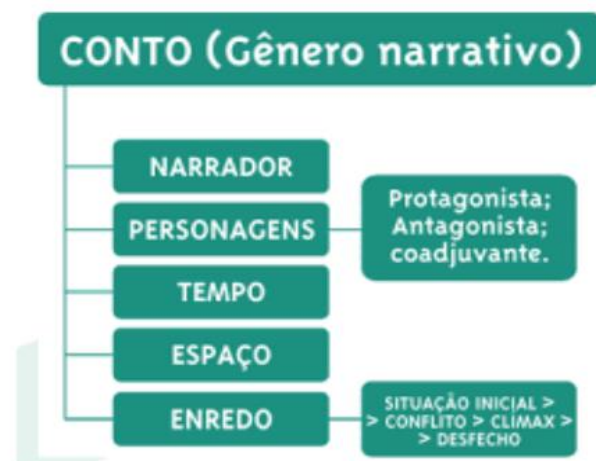 CONTO (Gênero narrativo)
NARRADOR
PERSONAGENS
Protagonista;
Antagonista;
coadjuvante.
TEMPO
ESPAÇO
ENREDO
SITUAÇÃO INICIAL >
> CONFLITO > CLÍMAX >
> DESFECHO